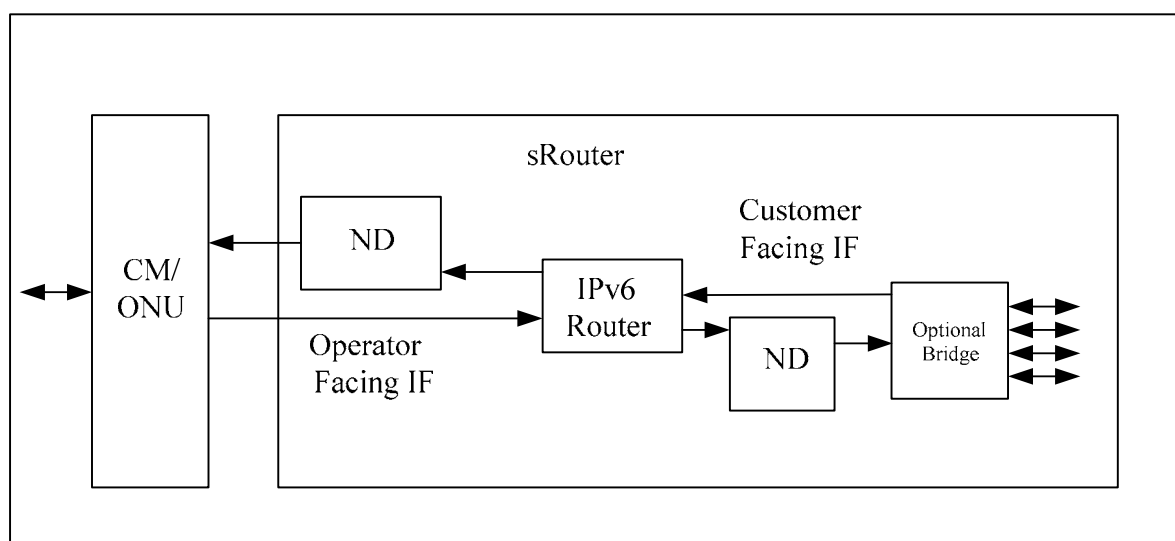 sRouter
ND
Customer
Facing IF
CM/
ONU
IPv6
Router
Operator
Facing IF
ND
Optional
Bridge